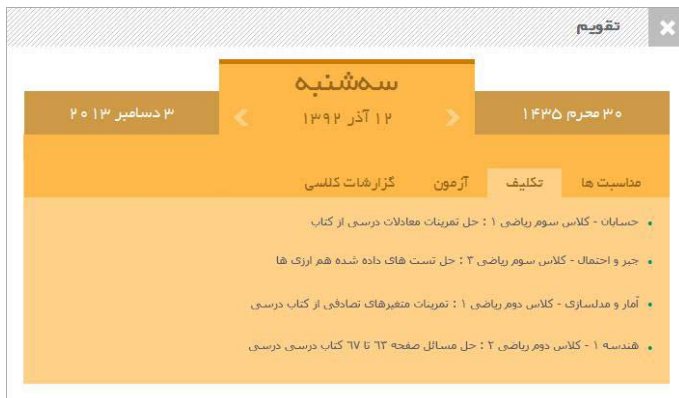 تقویم
سه‌شنبه
۳۰ محرم ۱۴۳۵
۱۲ آذر ۱۳۹۲
۳ دسامبر ۲۰۱۳
مناسبت ها
تکلیف
آزمون
گزارشات کلاسی
حسابان - کلاس سوم ریاضی ۱ : حل تمرینات معادلات درسی از کتاب
جبر و احتمال - کلاس سوم ریاضی ۳ : حل تست های داده شده هم ارزی ها
آمار و مدلسازی - کلاس دوم ریاضی ۱ : تمرینات متغیرهای تصادفی از کتاب درسی
هندسه ۱ - کلاس دوم ریاضی ۲ : حل مسائل صفحه ۶۳ تا ۶۷ کتاب درسی درسی